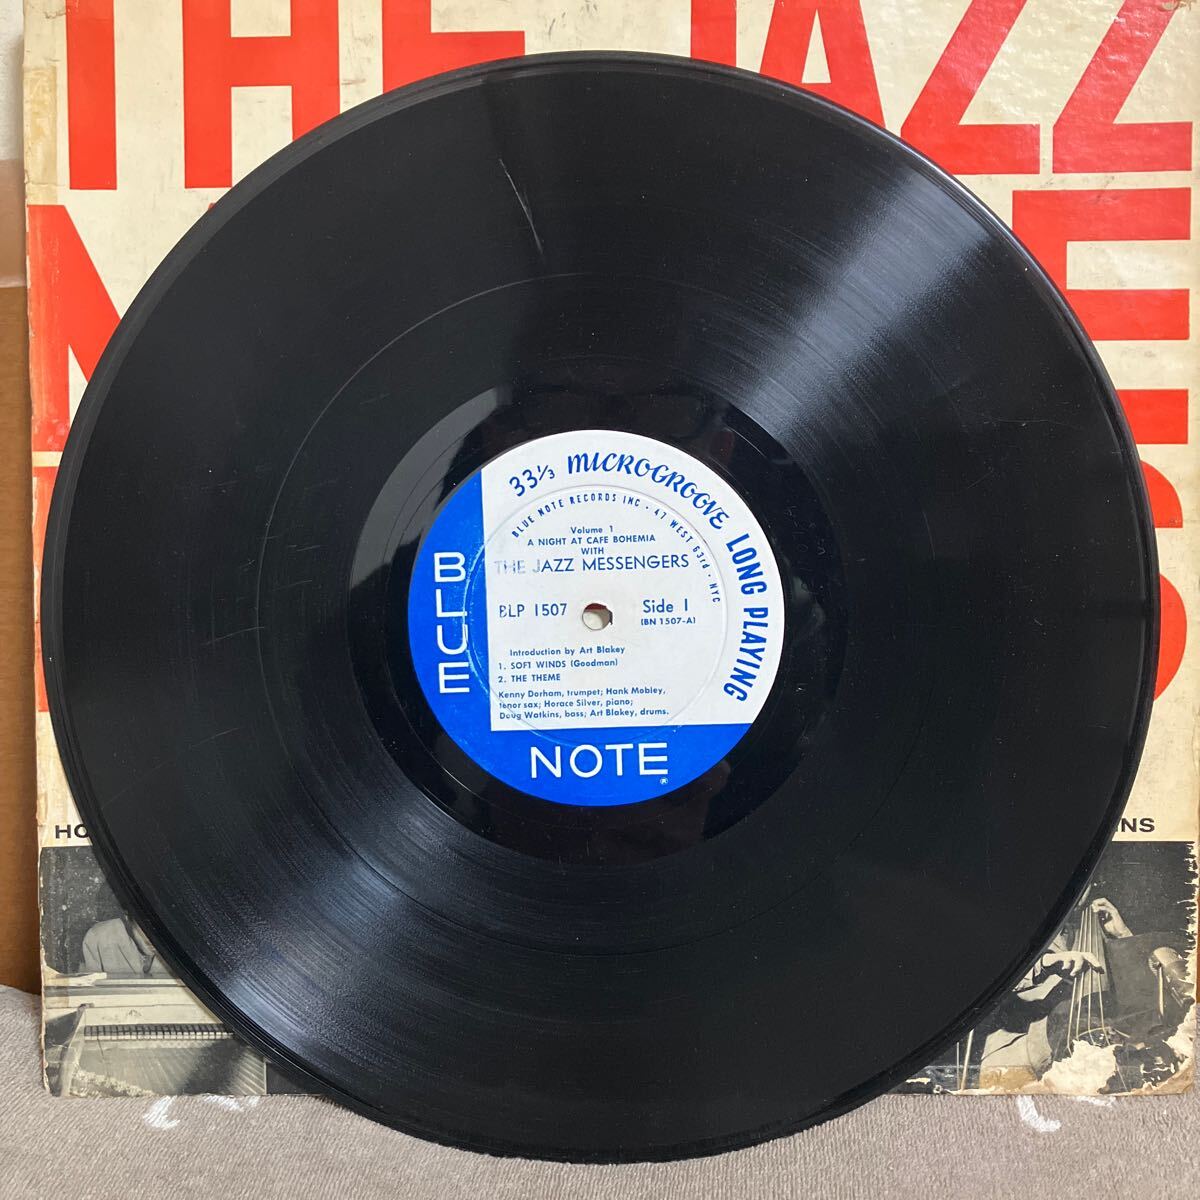 THE JAZZ
33⅓ MICROGROOVE LONG PLAYING
BLUE NOTE RECORDS INC · 47 WEST 63rd · NYC
Volume 1
A NIGHT AT CAFE BOHEMIA
WITH
THE JAZZ MESSENGERS
BLP 1507
Side 1
(BN 1507-A)
Introduction by Art Blakey
1. SOFT WINDS (Goodman)
2. THE THEME
Kenny Dorham, trumpet; Hank Mobley,
tenor sax; Horace Silver, piano;
Doug Watkins, bass; Art Blakey, drums.
BLUE
NOTE
®